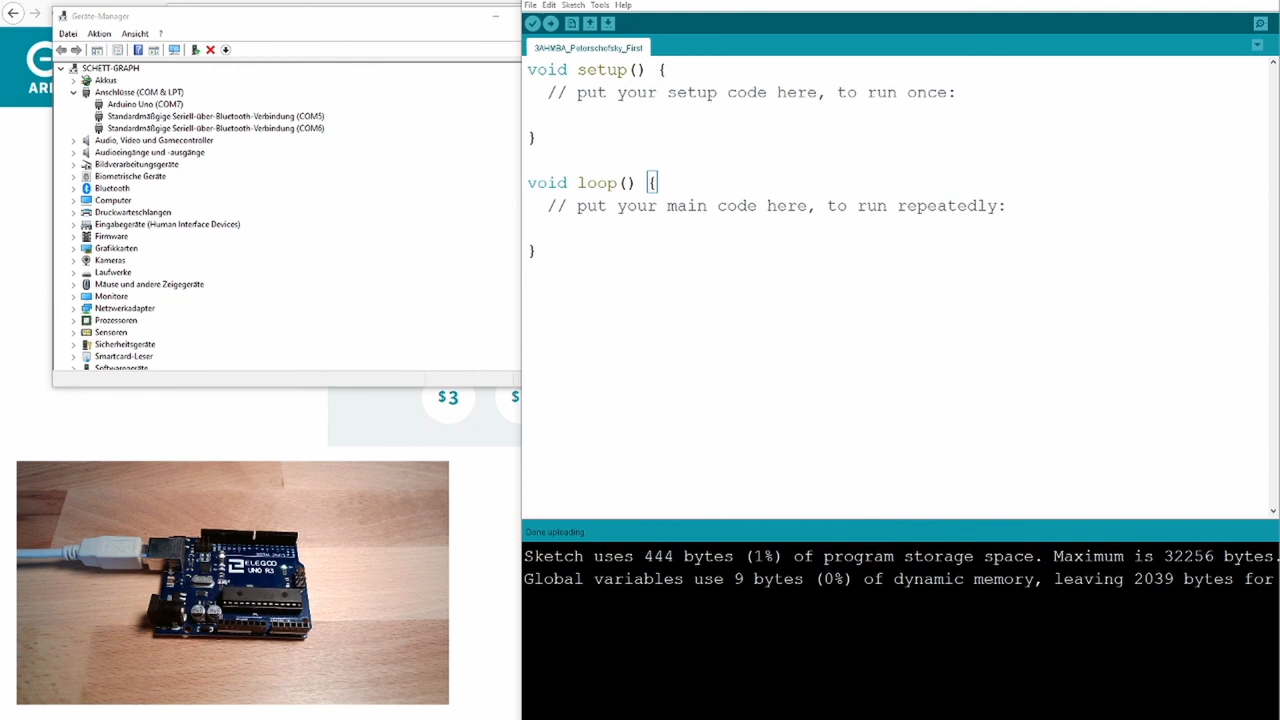 ARI
Geräte-Manager
Datei Aktion Ansicht ?
SCHETT-GRAPH
Akkus
Anschlüsse (COM & LPT)
Arduino Uno (COM7)
Standardmäßige Seriell-über-Bluetooth-Verbindung (COM5)
Standardmäßige Seriell-über-Bluetooth-Verbindung (COM6)
Audio, Video und Gamecontroller
Audioeingänge und -ausgänge
Bildverarbeitungsgeräte
Biometrische Geräte
Bluetooth
Computer
Druckwarteschlangen
Eingabegeräte (Human Interface Devices)
Firmware
Grafikkarten
Kameras
Laufwerke
Mäuse und andere Zeigegeräte
Monitore
Netzwerkadapter
Prozessoren
Sensoren
Sicherheitsgeräte
Smartcard-Leser
Softwaregeräte
$3
$
ELEGOO
UNO R3
File Edit Sketch Tools Help
3AHMBA_Peterschofsky_First
void setup() {
// put your setup code here, to run once:
}
void loop() {
// put your main code here, to run repeatedly:
}
Done uploading
Sketch uses 444 bytes (1%) of program storage space. Maximum is 32256 bytes.
Global variables use 9 bytes (0%) of dynamic memory, leaving 2039 bytes for